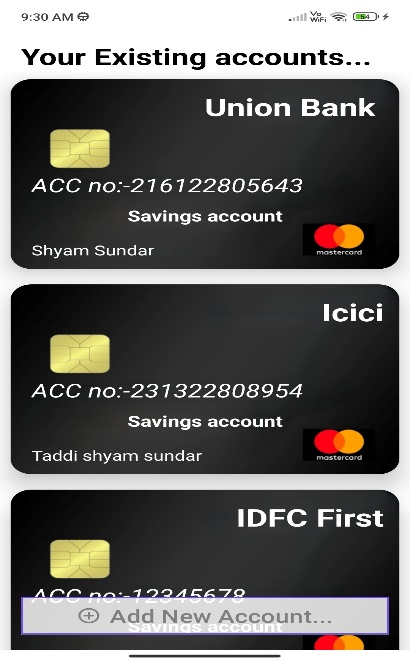 9:30 AM
Vo
WiFi
54
Your Existing accounts...
Union Bank
ACC no:-216122805643
Savings account
Shyam Sundar
mastercard
Icici
ACC no:-231322808954
Savings account
Taddi shyam sundar
mastercard
IDFC First
ACC no:-12345678
Add New Account...
Savings account